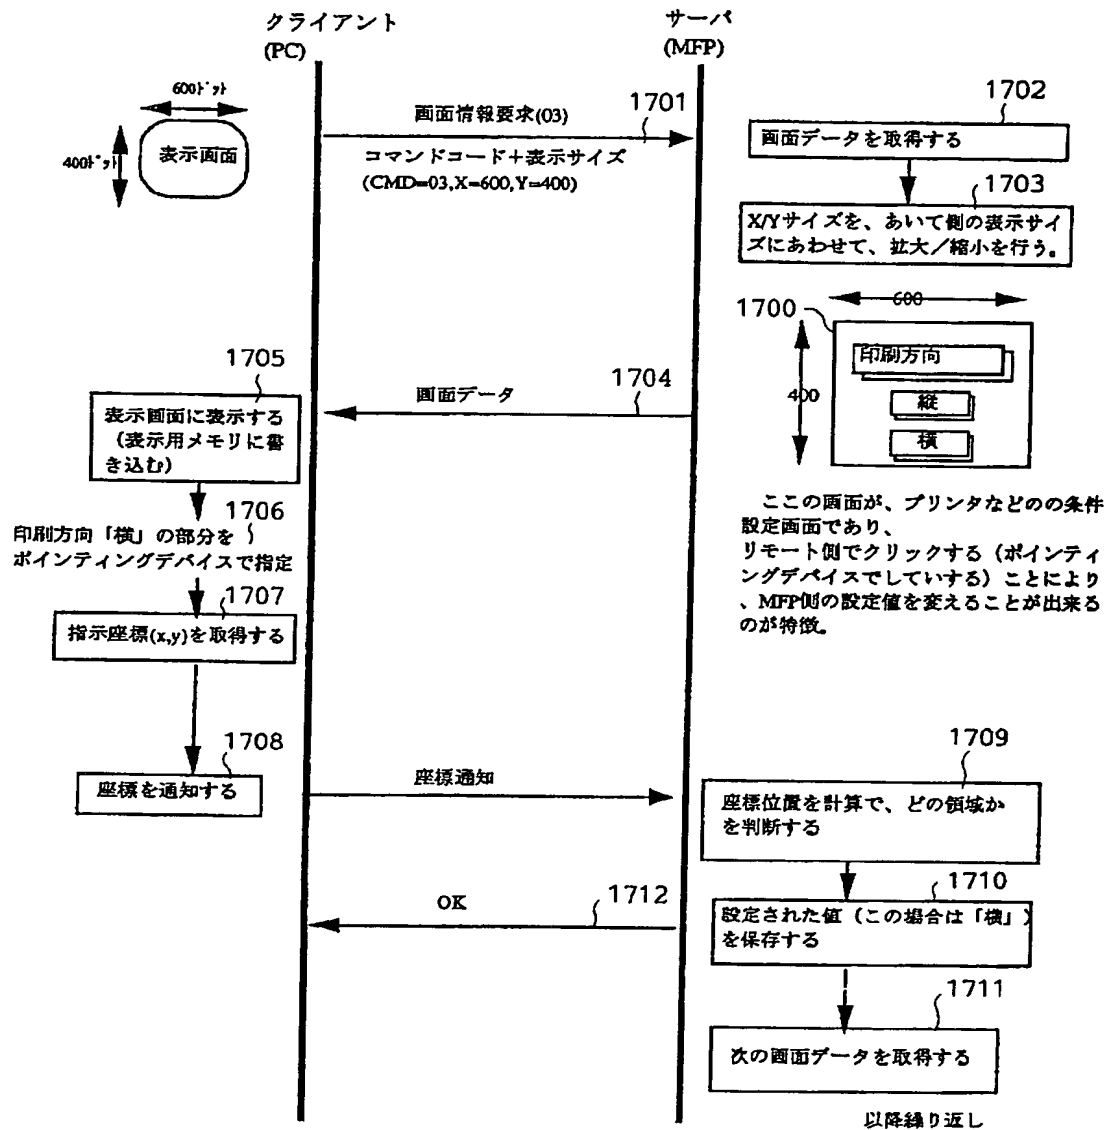 クライアント
(PC)
サーバ
(MFP)
600ドット
400ドット
表示画面
画面情報要求(03)
1701
コマンドコード＋表示サイズ
(CMD=03,X=600,Y=400)
1702
画面データを取得する
1703
X/Yサイズを、あいて側の表示サイ
ズにあわせて、拡大／縮小を行う。
1700
600
400
印刷方向
縦
横
1704
画面データ
1705
表示画面に表示する
（表示用メモリに書
き込む）
1706
印刷方向「横」の部分を
ポインティングデバイスで指定
1707
指示座標(x,y)を取得する
ここの画面が、プリンタなどのの条件
設定画面であり、
リモート側でクリックする（ポインティ
ングデバイスでしていする）ことにより
、MFP側の設定値を変えることが出来る
のが特徴。
1708
座標を通知する
座標通知
1709
座標位置を計算で、どの領域か
を判断する
1710
設定された値（この場合は「横」）
を保存する
OK
1712
1711
次の画面データを取得する
以降繰り返し